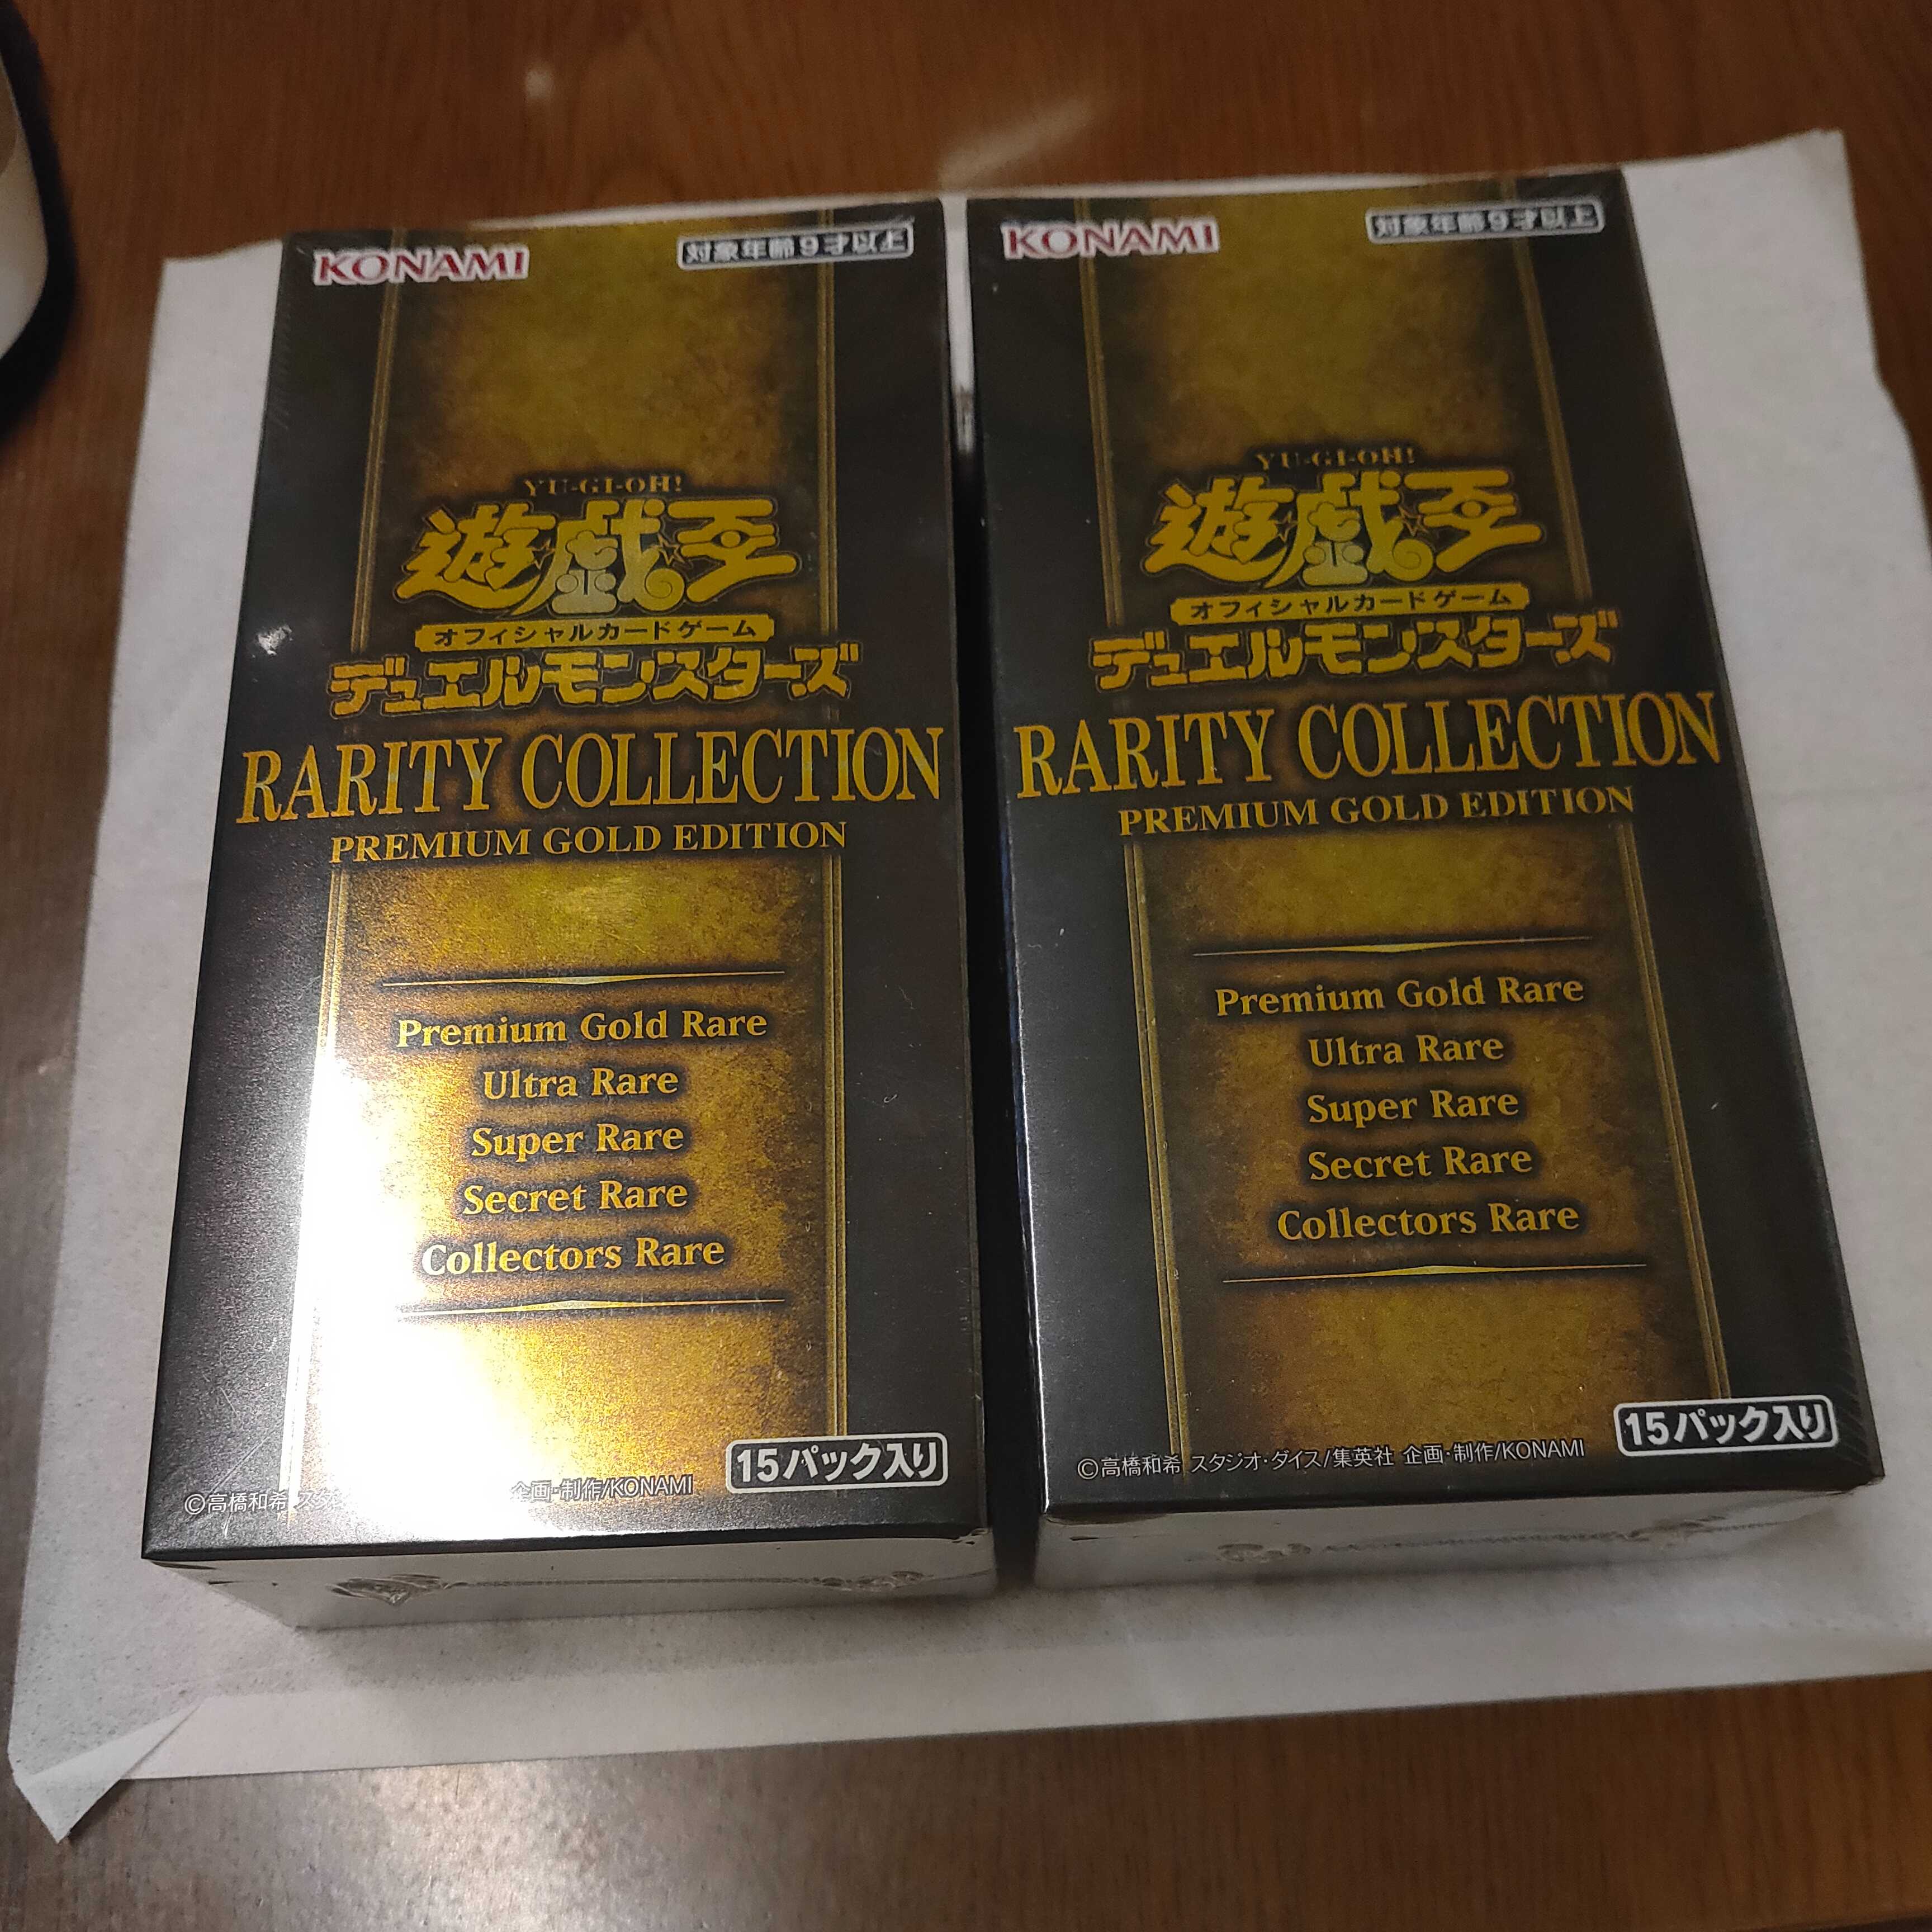 KONAMI
対象年齢9才以上
YU-GI-OH!
遊戯王
オフィシャルカードゲーム
デュエルモンスターズ
RARITY COLLECTION
PREMIUM GOLD EDITION
Premium Gold Rare
Ultra Rare
Super Rare
Secret Rare
Collectors Rare
15パック入り
©高橋和希 ス 企画・制作/KONAMI
KONAMI
対象年齢9才以上
YU-GI-OH!
遊戯王
オフィシャルカードゲーム
デュエルモンスターズ
RARITY COLLECTION
PREMIUM GOLD EDITION
Premium Gold Rare
Ultra Rare
Super Rare
Secret Rare
Collectors Rare
15パック入り
©高橋和希 スタジオ・ダイス/集英社 企画・制作/KONAMI